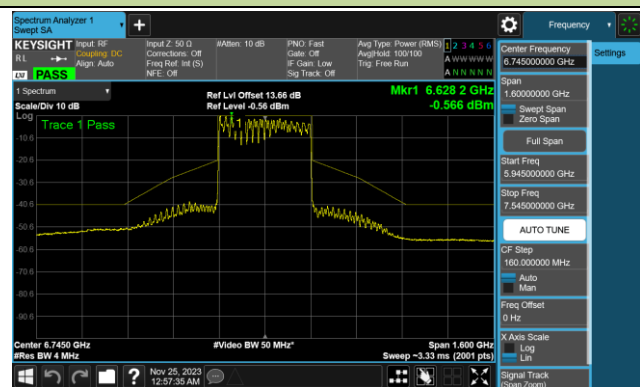 Spectrum Analyzer 1
Swept SA
Frequency
KEYSIGHT
Input: RF
Coupling: DC
Align: Auto
Input Z: 50 Ω
Corrections: Off
Freq Ref: Int (S)
NFE: Off
#Atten: 10 dB
PNO: Fast
Gate: Off
IF Gain: Low
Sig Track: Off
Avg Type: Power (RMS)
Avg|Hold: 100/100
Trig: Free Run
1 2 3 4 5 6
A W W W W W
A N N N N N
RL
LXI
PASS
1 Spectrum
Scale/Div 10 dB
Ref Lvl Offset 13.66 dB
Ref Level -0.56 dBm
Mkr1 6.628 2 GHz
-0.566 dBm
Log
Trace 1 Pass
1
-10.6
-20.6
-30.6
-40.6
-50.6
-60.6
-70.6
-80.6
-90.6
Center 6.7450 GHz
#Res BW 4 MHz
#Video BW 50 MHz*
Span 1.600 GHz
Sweep ~3.33 ms (2001 pts)
Nov 25, 2023
12:57:35 AM
Center Frequency
6.745000000 GHz
Settings
Span
1.60000000 GHz
Swept Span
Zero Span
Full Span
Start Freq
5.945000000 GHz
Stop Freq
7.545000000 GHz
AUTO TUNE
CF Step
160.000000 MHz
Auto
Man
Freq Offset
0 Hz
X Axis Scale
Log
Lin
Signal Track
(Span Zoom)